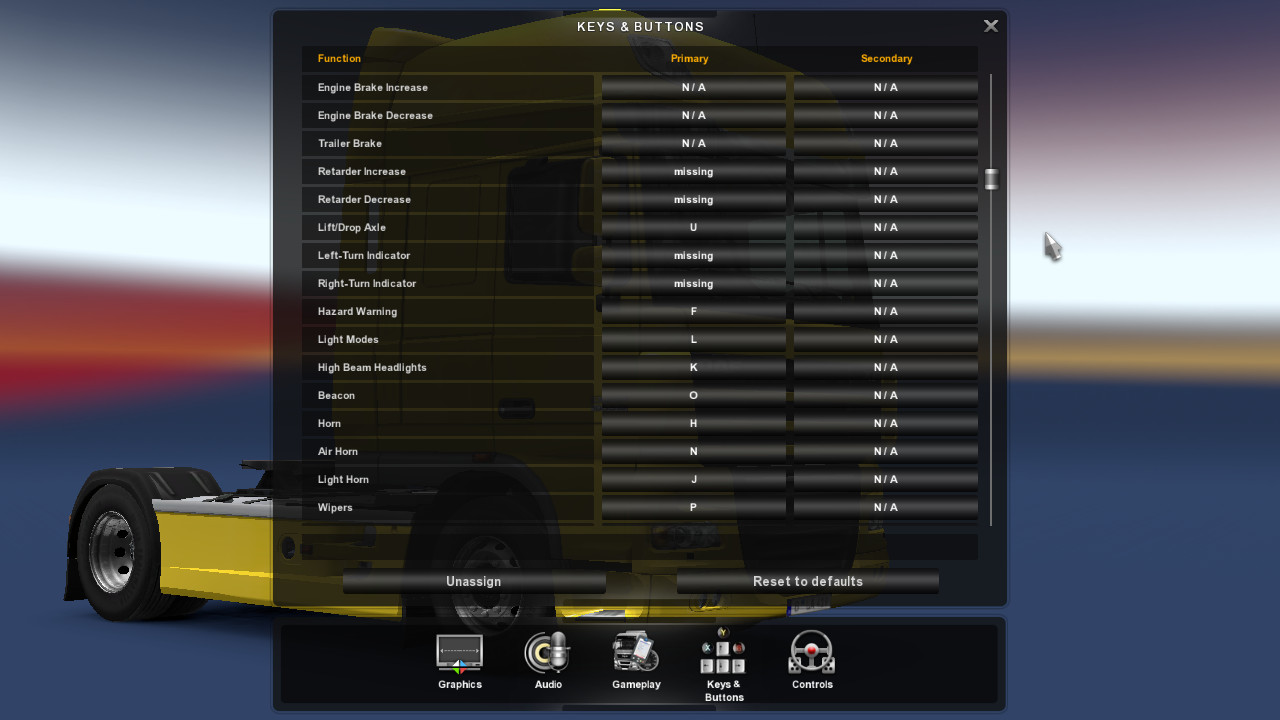 KEYS & BUTTONS
Function Primary Secondary
Engine Brake Increase N / A N / A
Engine Brake Decrease N / A N / A
Trailer Brake N / A N / A
Retarder Increase missing N / A
Retarder Decrease missing N / A
Lift/Drop Axle U N / A
Left-Turn Indicator missing N / A
Right-Turn Indicator missing N / A
Hazard Warning F N / A
Light Modes L N / A
High Beam Headlights K N / A
Beacon O N / A
Horn H N / A
Air Horn N N / A
Light Horn J N / A
Wipers P N / A
Unassign Reset to defaults
Graphics Audio Gameplay Keys & Controls
Buttons